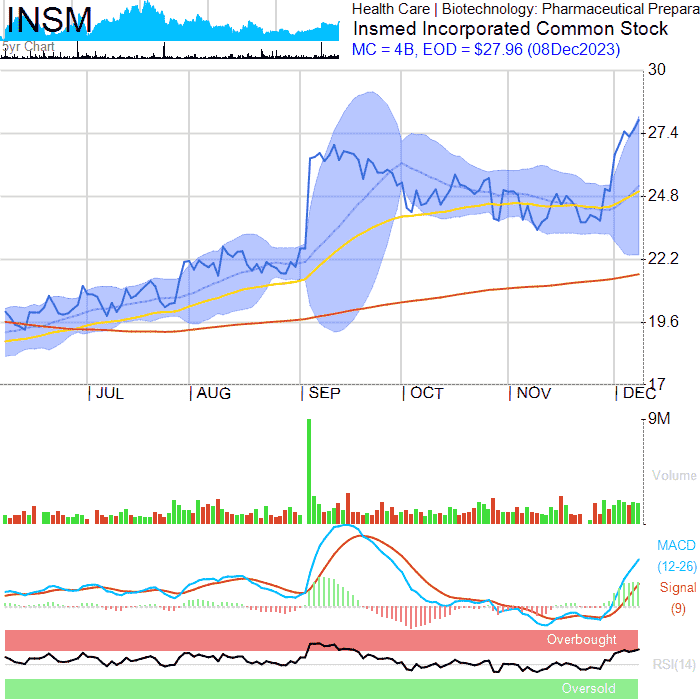 INSM
5yr Chart
Health Care | Biotechnology: Pharmaceutical Prepara
Insmed Incorporated Common Stock
MC = 4B, EOD = $27.96 (08Dec2023)
30
27.4
24.8
22.2
19.6
17
JUL
AUG
SEP
OCT
NOV
DEC
9M
Volume
MACD
(12-26)
Signal
(9)
Overbought
RSI(14)
Oversold